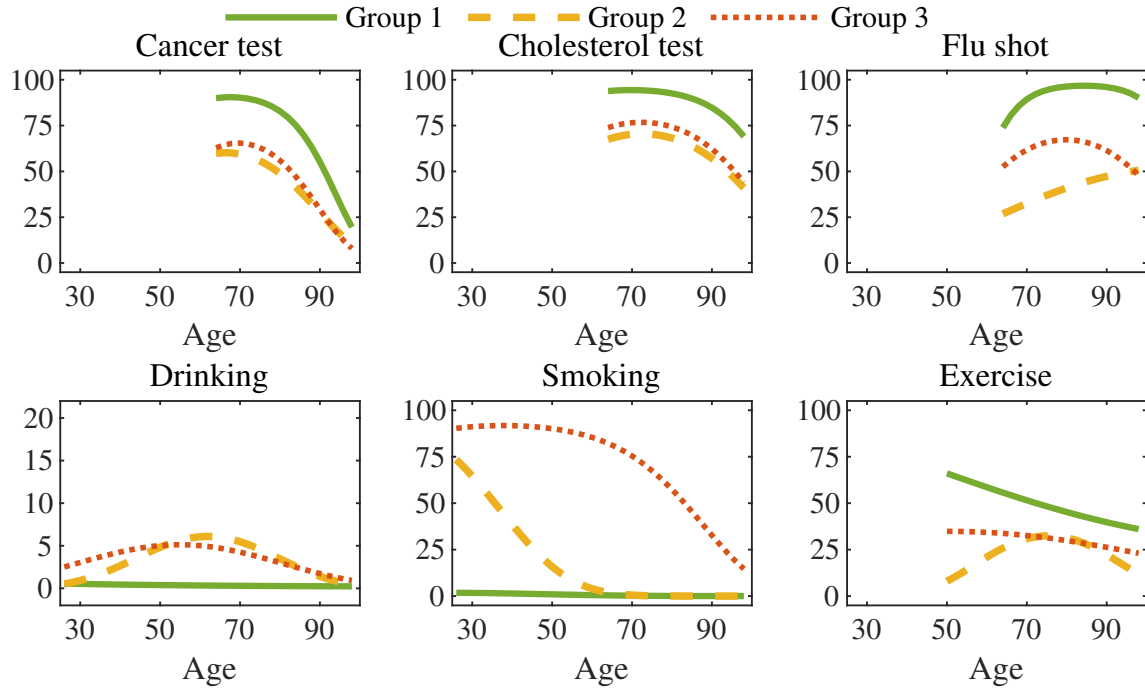 Group 1 Group 2 Group 3
Cancer test Cholesterol test Flu shot
100 100 100
75 75 75
50 50 50
25 25 25
0 0 0
30 50 70 90 30 50 70 90 30 50 70 90
Age Age Age
Drinking Smoking Exercise
20 100 100
15 75 75
10 50 50
5 25 25
0 0 0
30 50 70 90 30 50 70 90 30 50 70 90
Age Age Age